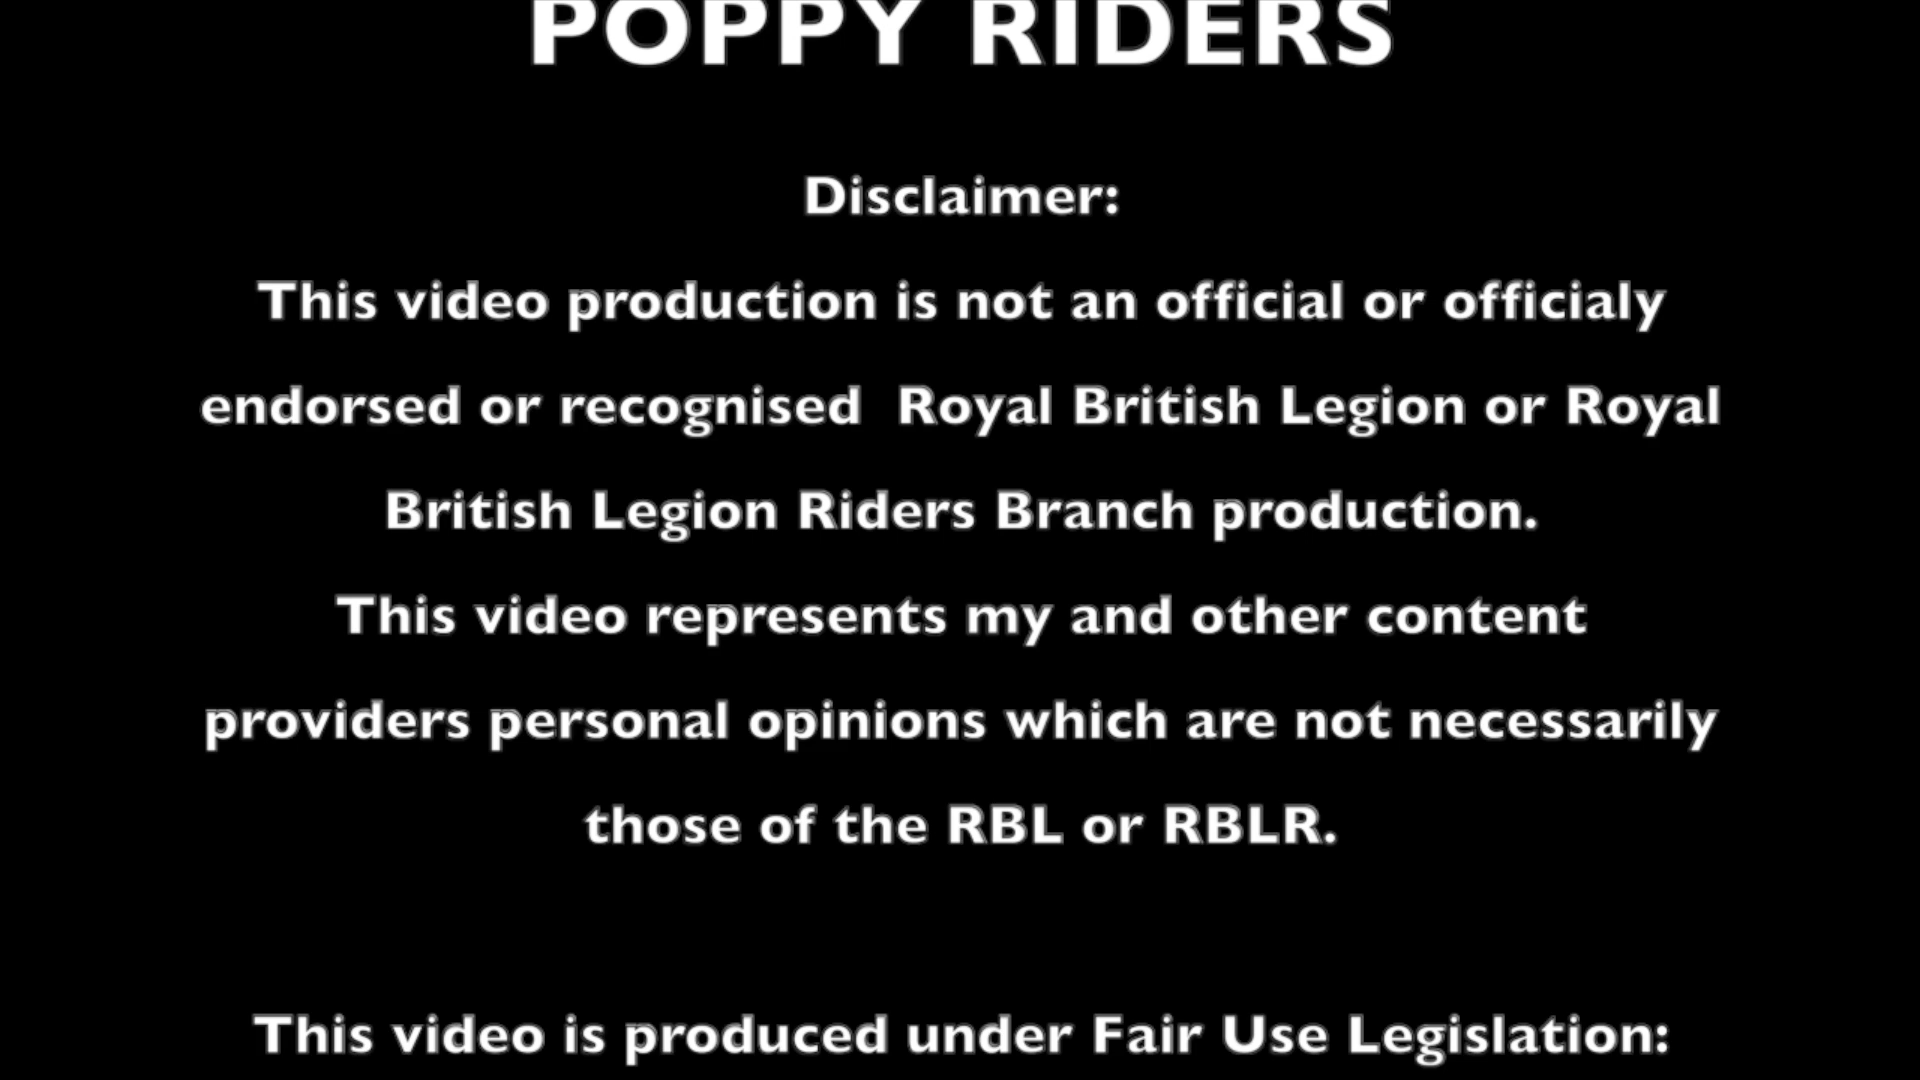 POPPY RIDERS
Disclaimer:
This video production is not an official or officialy
endorsed or recognised  Royal British Legion or Royal
British Legion Riders Branch production.
This video represents my and other content
providers personal opinions which are not necessarily
those of the RBL or RBLR.
This video is produced under Fair Use Legislation: